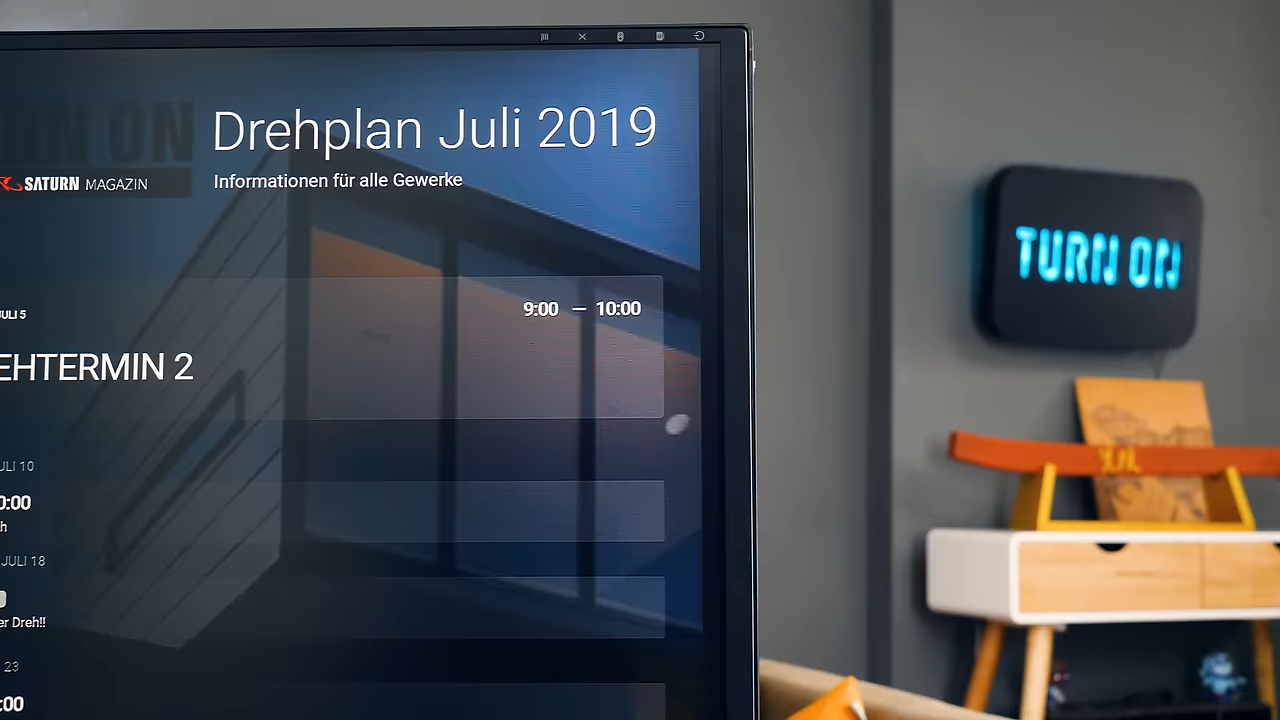 TURN ON
Drehplan Juli 2019
SATURN MAGAZIN
Informationen für alle Gewerke
JULI 5
9:00 — 10:00
EHTERMIN 2
JULI 10
0:00
h
JULI 18
er Dreh!!
23
:00
TURN ON